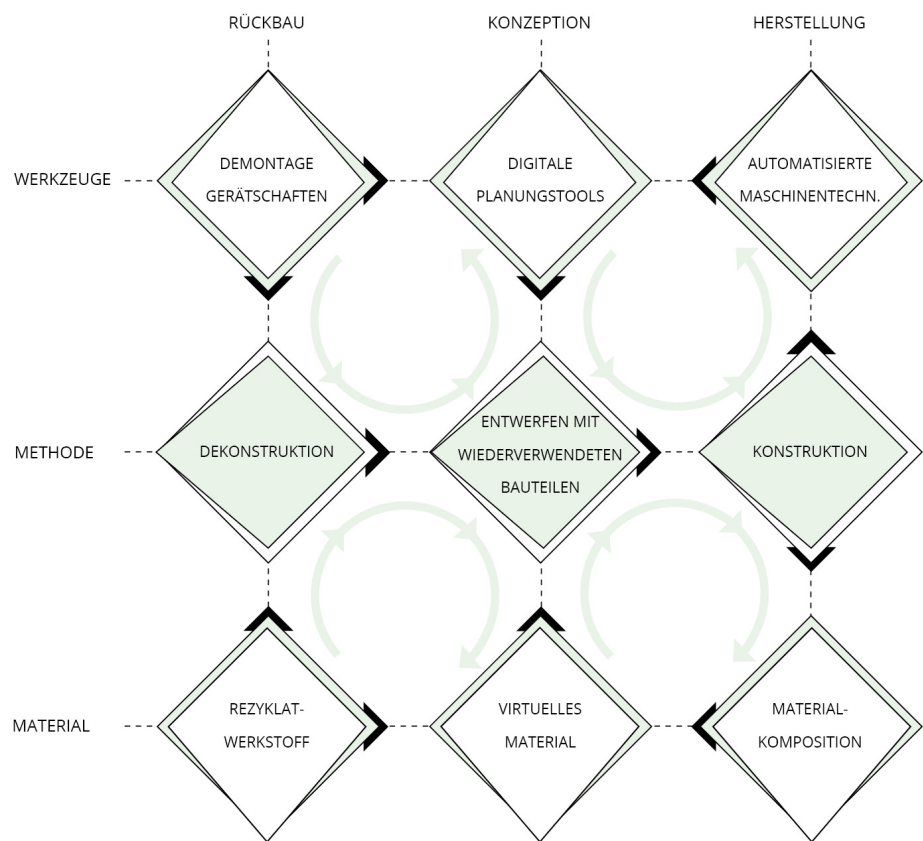 RÜCKBAU
KONZEPTION
HERSTELLUNG
WERKZEUGE
DEMONTAGE
GERÄTSCHAFTEN
DIGITALE
PLANUNGSTOOLS
AUTOMATISIERTE
MASCHINENTECHN.
METHODE
DEKONSTRUKTION
ENTWERFEN MIT
WIEDERVERWENDETEN
BAUTEILEN
KONSTRUKTION
MATERIAL
REZYKLAT-
WERKSTOFF
VIRTUELLES
MATERIAL
MATERIAL-
KOMPOSITION